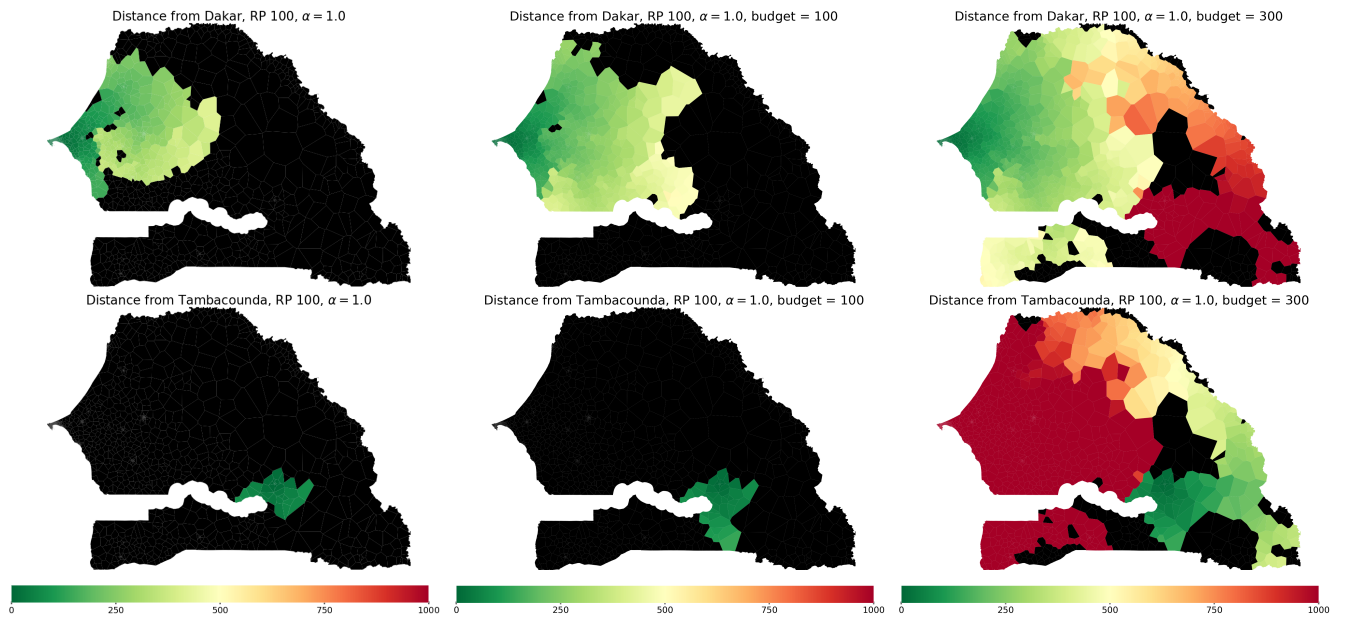 Distance from Dakar, RP 100, α = 1.0
Distance from Dakar, RP 100, α = 1.0, budget = 100
Distance from Dakar, RP 100, α = 1.0, budget = 300
Distance from Tambacounda, RP 100, α = 1.0
Distance from Tambacounda, RP 100, α = 1.0, budget = 100
Distance from Tambacounda, RP 100, α = 1.0, budget = 300
0 250 500 750 1000
0 250 500 750 1000
0 250 500 750 1000